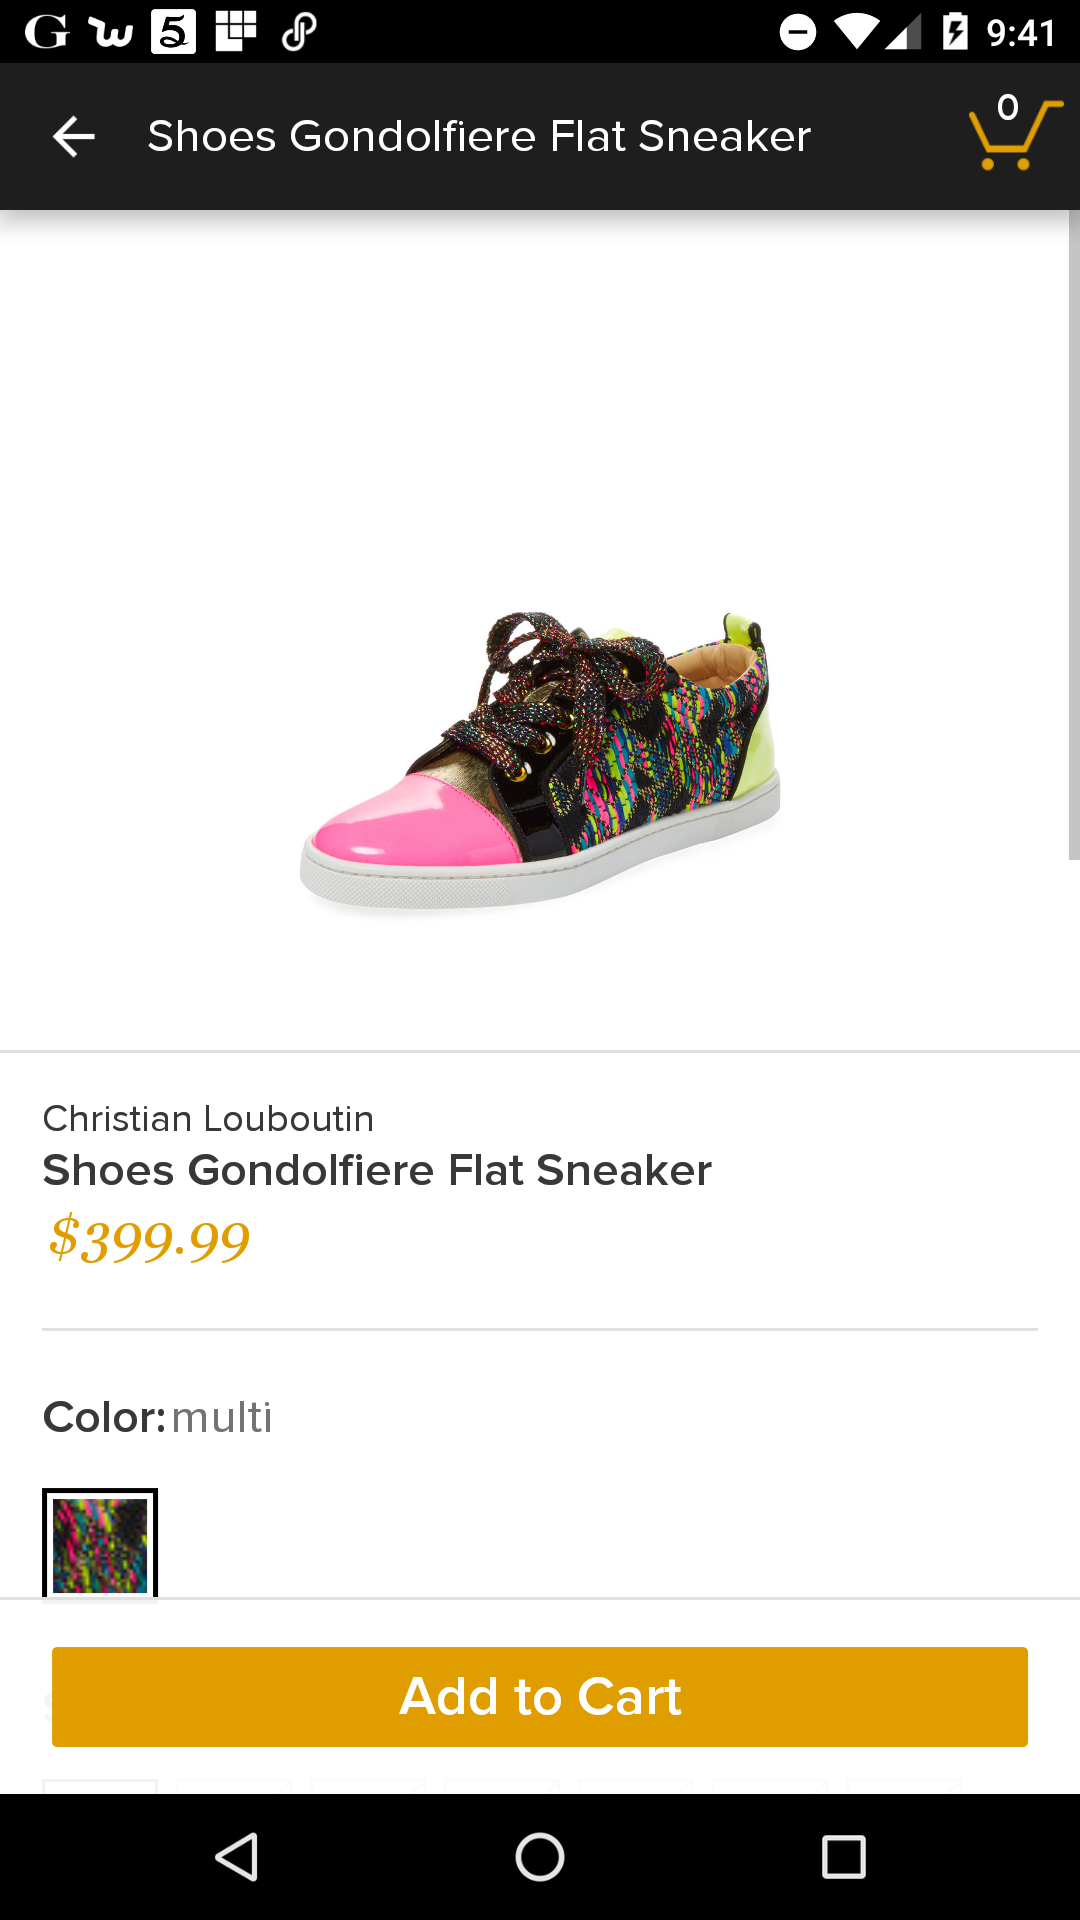 G 5 9:41
Shoes Gondolfiere Flat Sneaker
0
Christian Louboutin
Shoes Gondolfiere Flat Sneaker
$399.99
Color: multi
Add to Cart